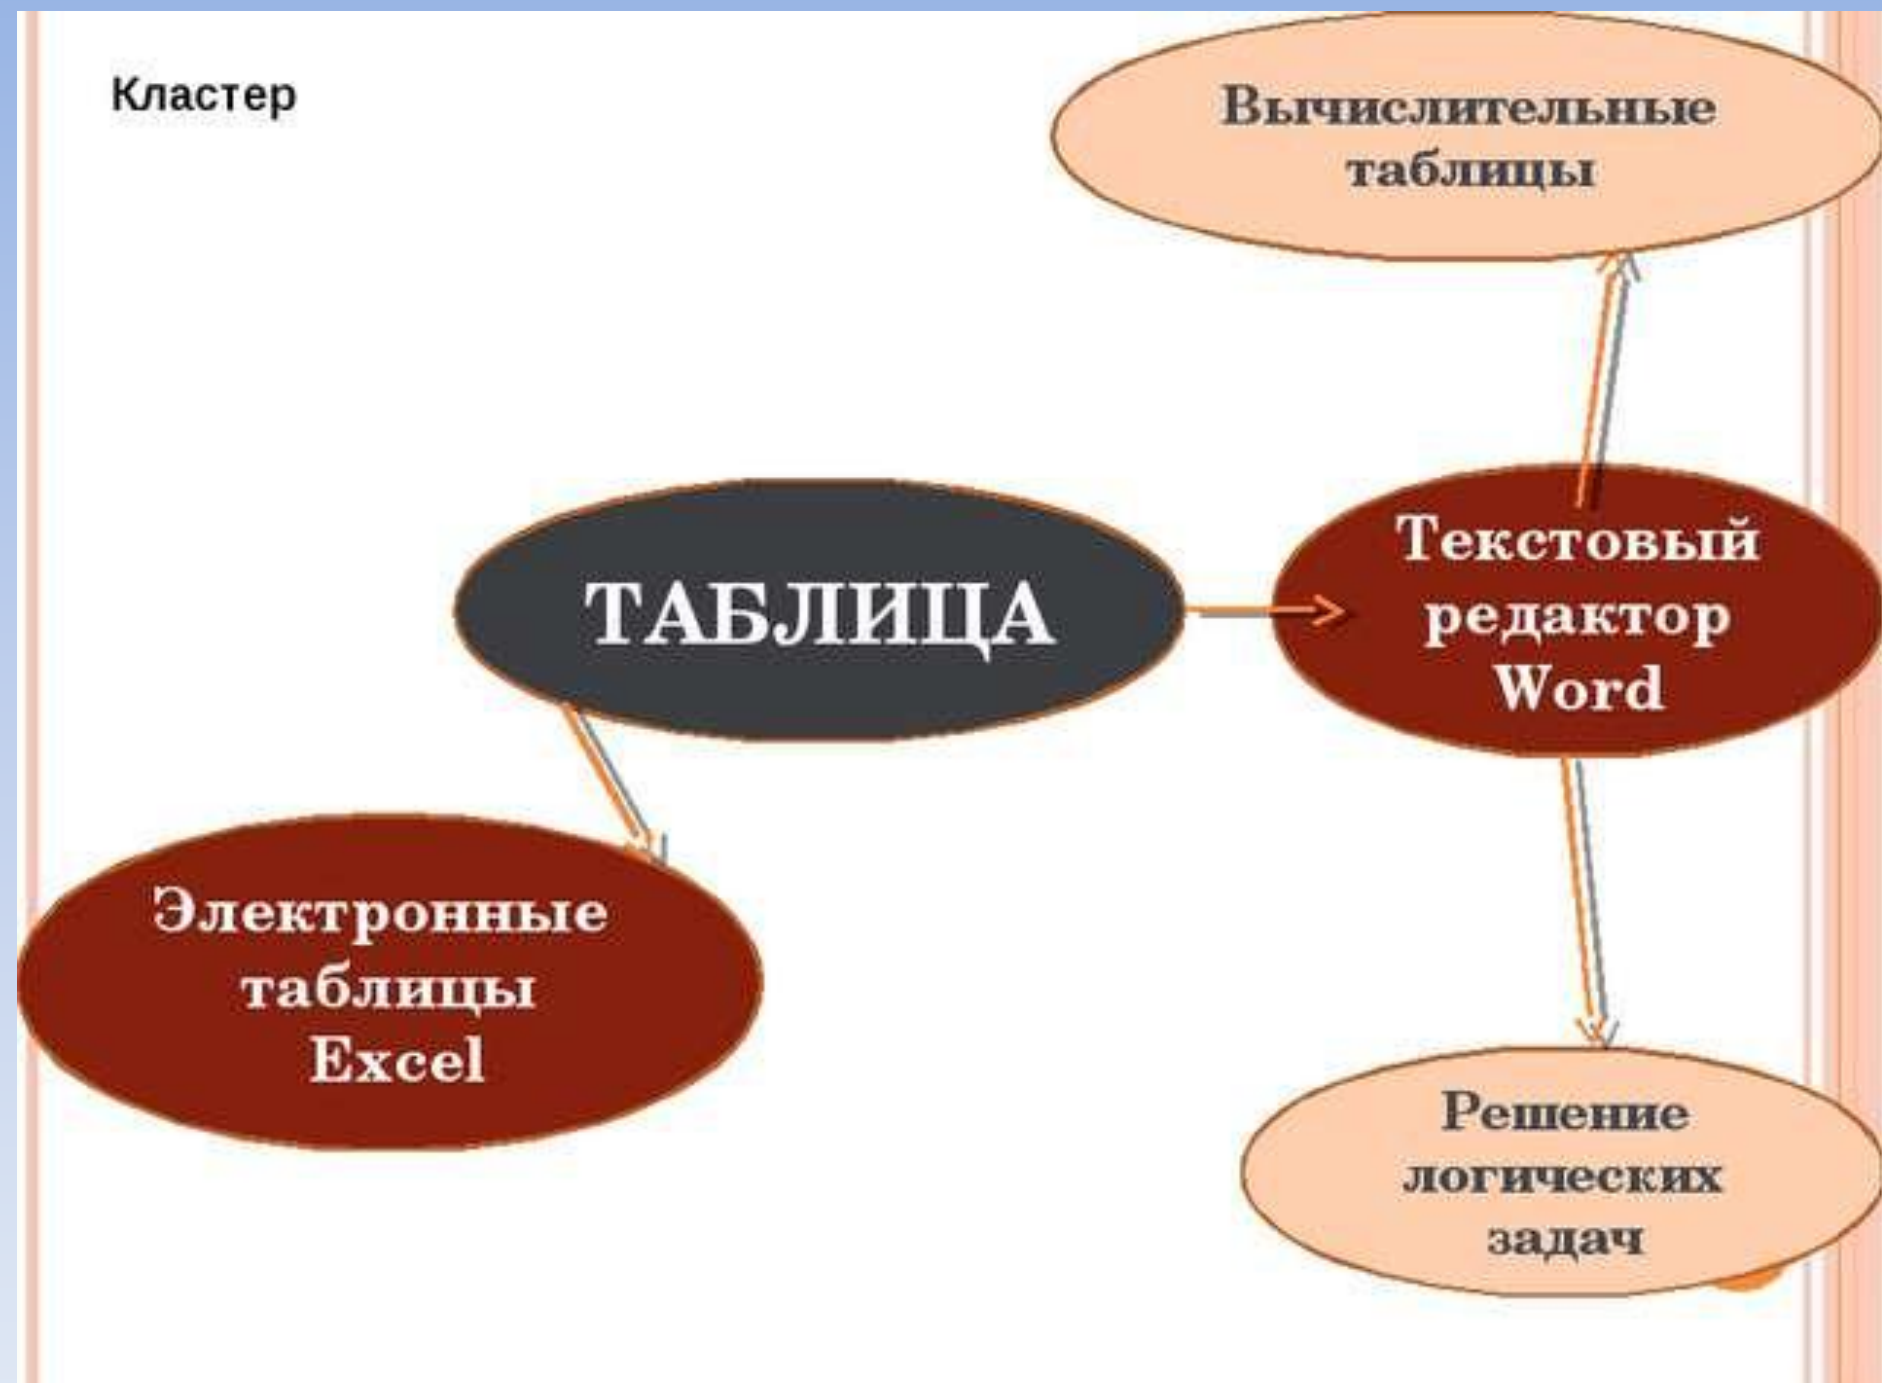 Кластер
Вычислительные
таблицы
ТАБЛИЦА
Текстовый
редактор
Word
Электронные
таблицы
Excel
Решение
логических
задач